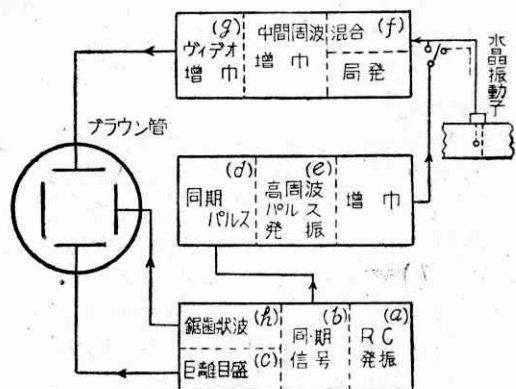 (g)
ヴィデオ
増巾
中間周波
増巾
混合 (f)
局発
水晶振動子
ブラウン管
(d)
同期
パルス
(e)
高周波
パルス
発振
増巾
鋸歯状波 (h)
巨離目盛 (c)
(b)
同期
信号
(a)
RC
発振